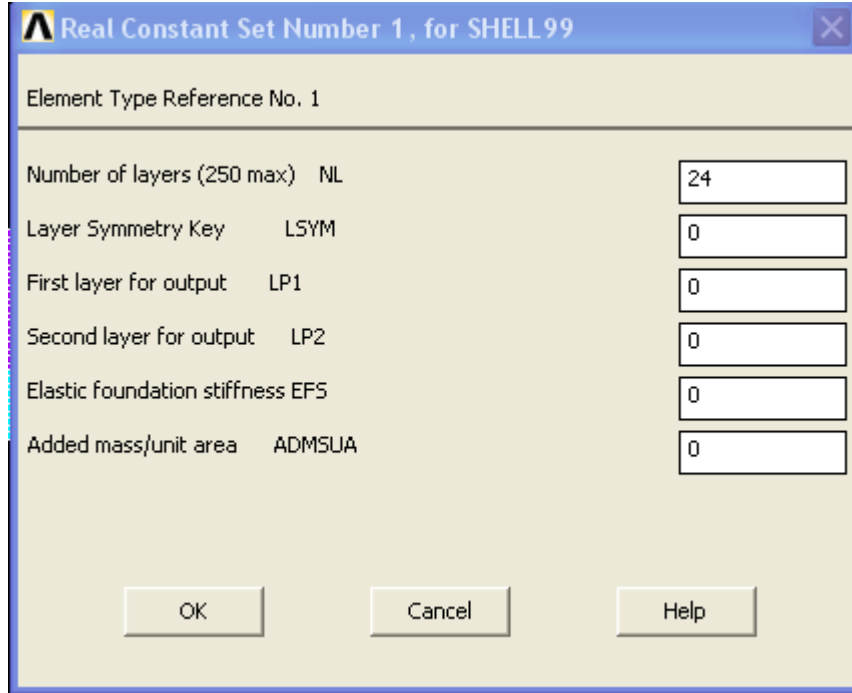 Real Constant Set Number 1, for SHELL99
Element Type Reference No. 1
Number of layers (250 max) NL 24
Layer Symmetry Key LSYM 0
First layer for output LP1 0
Second layer for output LP2 0
Elastic foundation stiffness EFS 0
Added mass/unit area ADMSUA 0
OK Cancel Help